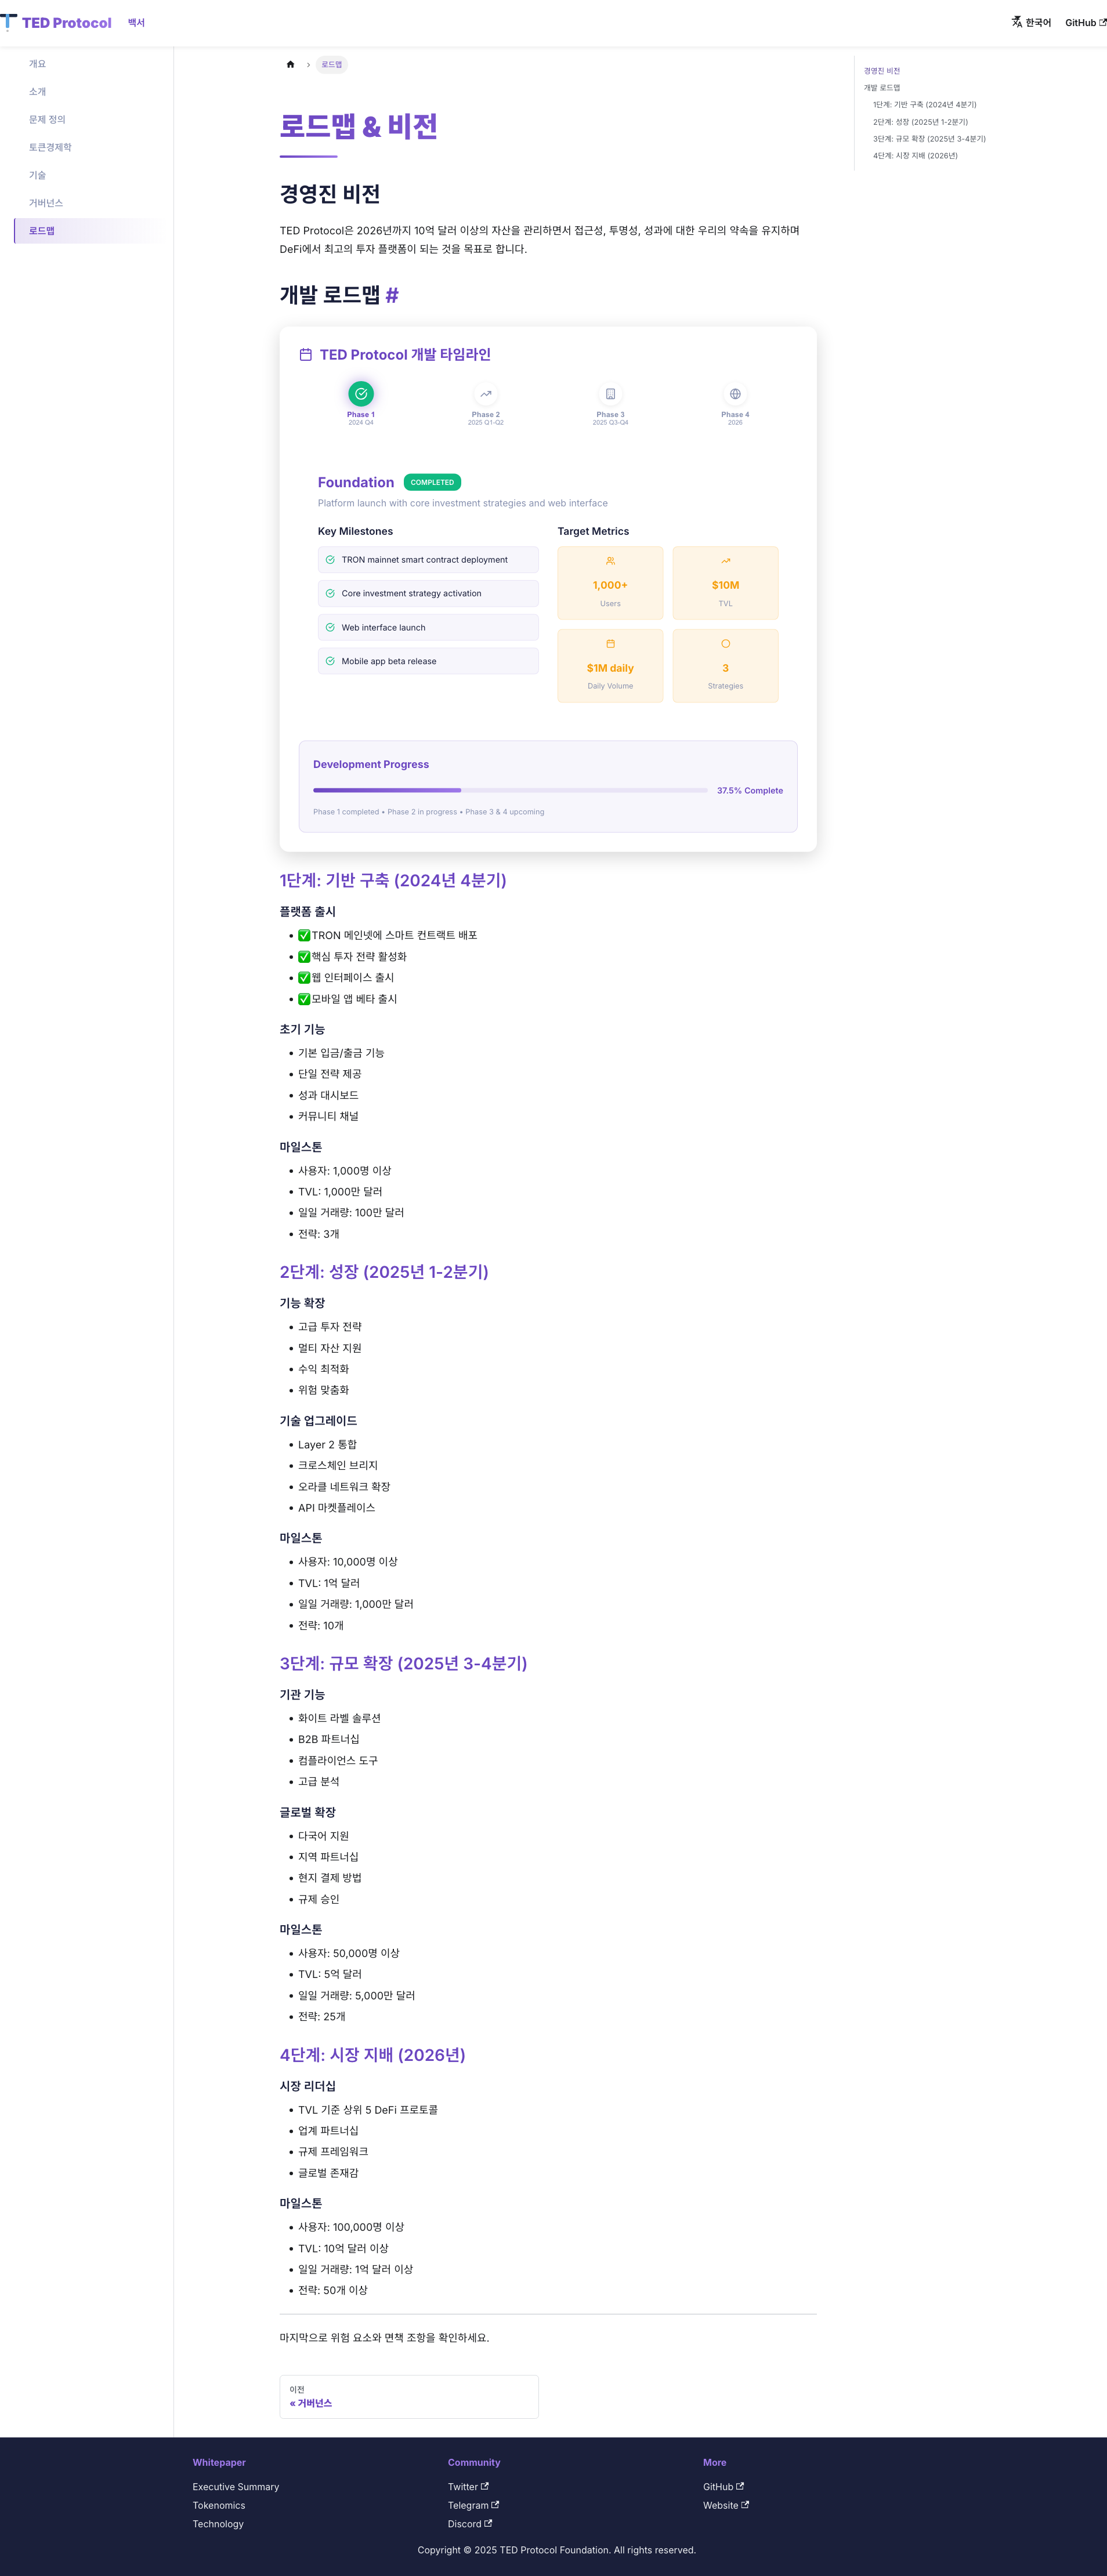 TED Protocol
백서
한국어
GitHub
개요
소개
문제 정의
토큰경제학
기술
거버넌스
로드맵
로드맵
로드맵 & 비전
경영진 비전
TED Protocol은 2026년까지 10억 달러 이상의 자산을 관리하면서 접근성, 투명성, 성과에 대한 우리의 약속을 유지하며
DeFi에서 최고의 투자 플랫폼이 되는 것을 목표로 합니다.
개발 로드맵 #
TED Protocol 개발 타임라인
Phase 1
2024 Q4
Phase 2
2025 Q1-Q2
Phase 3
2025 Q3-Q4
Phase 4
2026
Foundation COMPLETED
Platform launch with core investment strategies and web interface
Key Milestones
TRON mainnet smart contract deployment
Core investment strategy activation
Web interface launch
Mobile app beta release
Target Metrics
1,000+
Users
$10M
TVL
$1M daily
Daily Volume
3
Strategies
Development Progress
37.5% Complete
Phase 1 completed • Phase 2 in progress • Phase 3 & 4 upcoming
1단계: 기반 구축 (2024년 4분기)
플랫폼 출시
• ✅TRON 메인넷에 스마트 컨트랙트 배포
• ✅핵심 투자 전략 활성화
• ✅웹 인터페이스 출시
• ✅모바일 앱 베타 출시
초기 기능
• 기본 입금/출금 기능
• 단일 전략 제공
• 성과 대시보드
• 커뮤니티 채널
마일스톤
• 사용자: 1,000명 이상
• TVL: 1,000만 달러
• 일일 거래량: 100만 달러
• 전략: 3개
2단계: 성장 (2025년 1-2분기)
기능 확장
• 고급 투자 전략
• 멀티 자산 지원
• 수익 최적화
• 위험 맞춤화
기술 업그레이드
• Layer 2 통합
• 크로스체인 브리지
• 오라클 네트워크 확장
• API 마켓플레이스
마일스톤
• 사용자: 10,000명 이상
• TVL: 1억 달러
• 일일 거래량: 1,000만 달러
• 전략: 10개
3단계: 규모 확장 (2025년 3-4분기)
기관 기능
• 화이트 라벨 솔루션
• B2B 파트너십
• 컴플라이언스 도구
• 고급 분석
글로벌 확장
• 다국어 지원
• 지역 파트너십
• 현지 결제 방법
• 규제 승인
마일스톤
• 사용자: 50,000명 이상
• TVL: 5억 달러
• 일일 거래량: 5,000만 달러
• 전략: 25개
4단계: 시장 지배 (2026년)
시장 리더십
• TVL 기준 상위 5 DeFi 프로토콜
• 업계 파트너십
• 규제 프레임워크
• 글로벌 존재감
마일스톤
• 사용자: 100,000명 이상
• TVL: 10억 달러 이상
• 일일 거래량: 1억 달러 이상
• 전략: 50개 이상
마지막으로 위험 요소와 면책 조항을 확인하세요.
이전
« 거버넌스
경영진 비전
개발 로드맵
1단계: 기반 구축 (2024년 4분기)
2단계: 성장 (2025년 1-2분기)
3단계: 규모 확장 (2025년 3-4분기)
4단계: 시장 지배 (2026년)
Whitepaper
Executive Summary
Tokenomics
Technology
Community
Twitter
Telegram
Discord
More
GitHub
Website
Copyright © 2025 TED Protocol Foundation. All rights reserved.